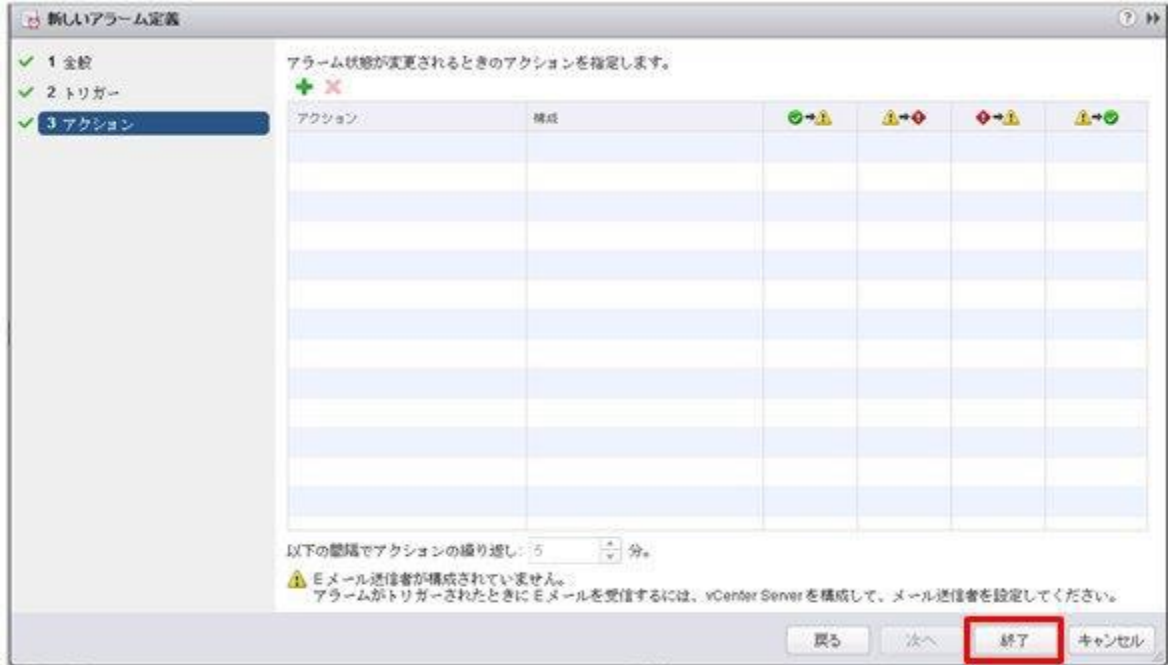 新しいアラーム定義
1 全般
2 トリガー
3 アクション
アラーム状態が変更されるときのアクションを指定します。
アクション 構成
以下の間隔でアクションの繰り返し: 5 分。
Eメール送信者が構成されていません。
アラームがトリガーされたときにEメールを受信するには、vCenter Serverを構成して、メール送信者を設定してください。
戻る 次へ 終了 キャンセル